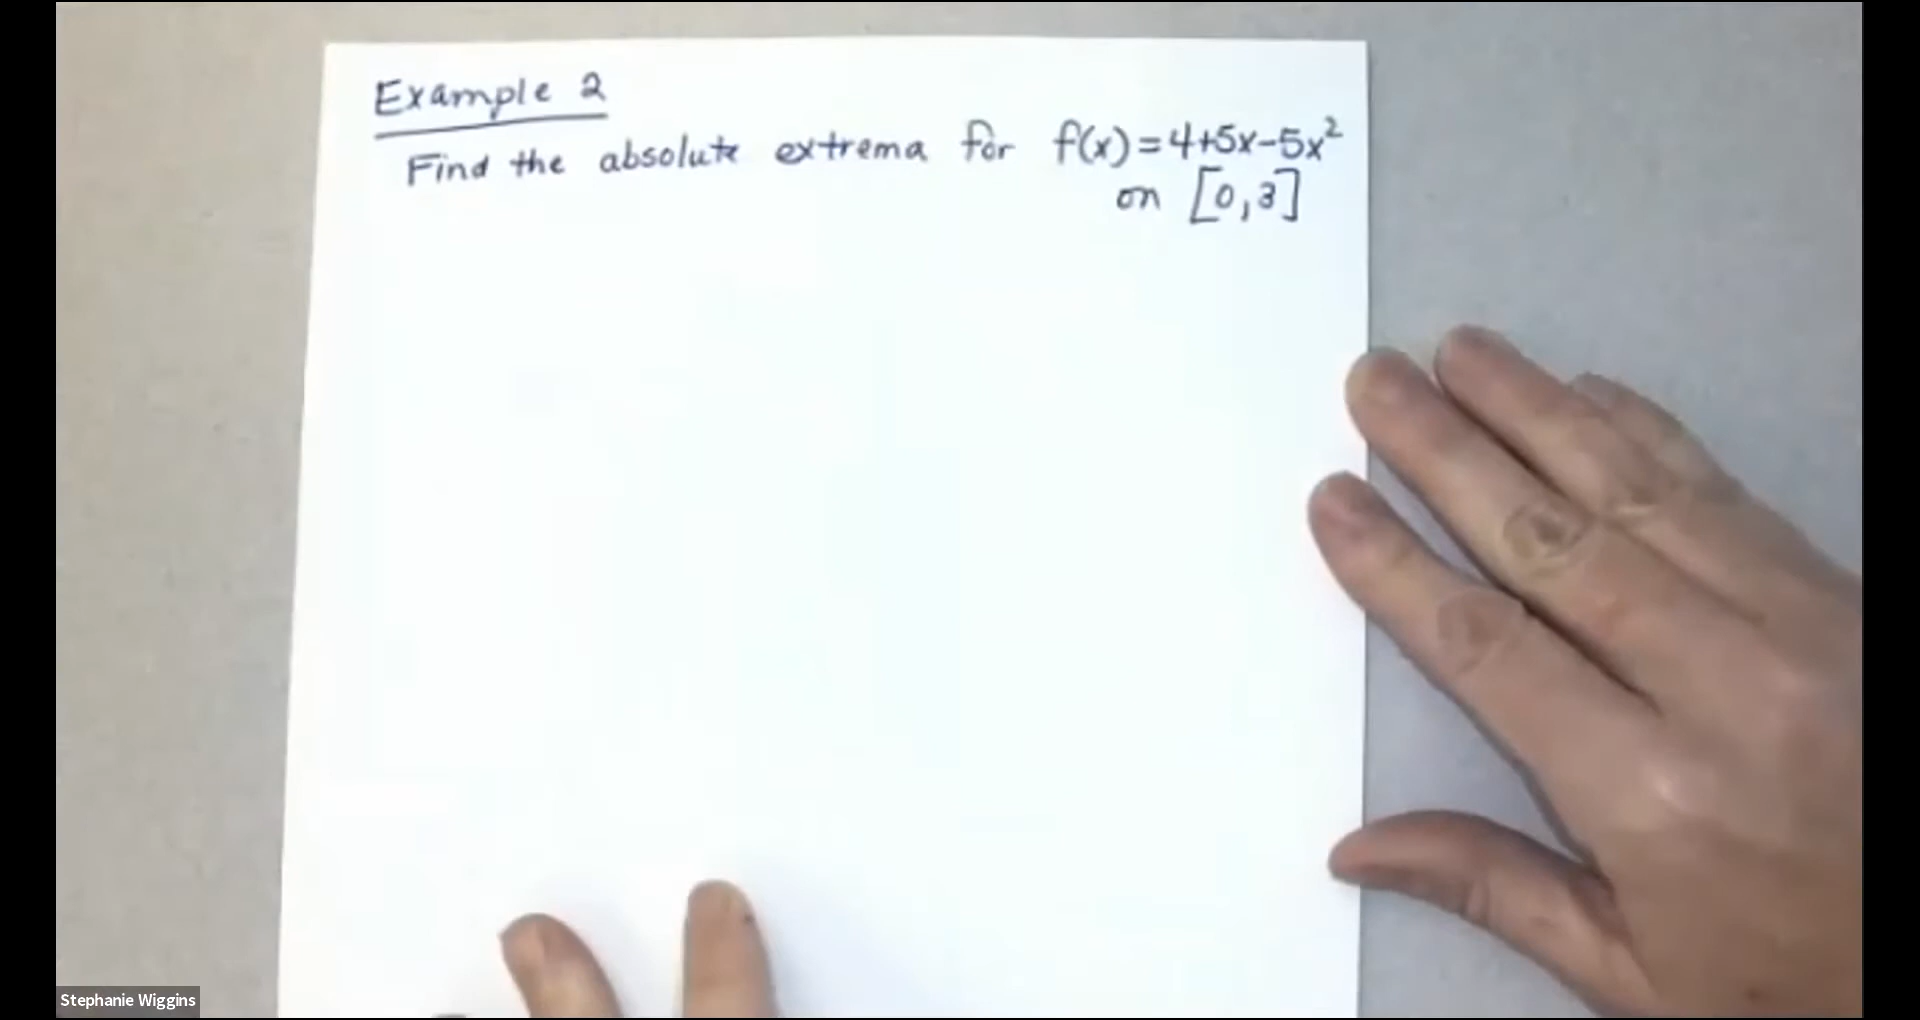 Example 2
Find the absolute extrema for f(x)=4+5x-5x²
on [0,3]
Stephanie Wiggins